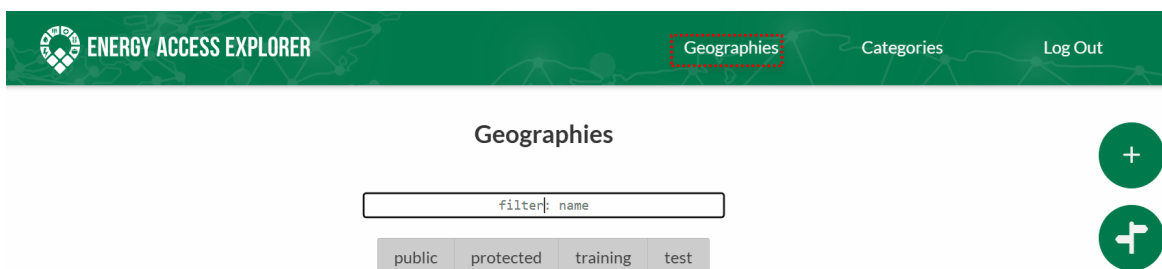 ENERGY ACCESS EXPLORER
Geographies Categories Log Out
Geographies
+
filter: name
public protected training test